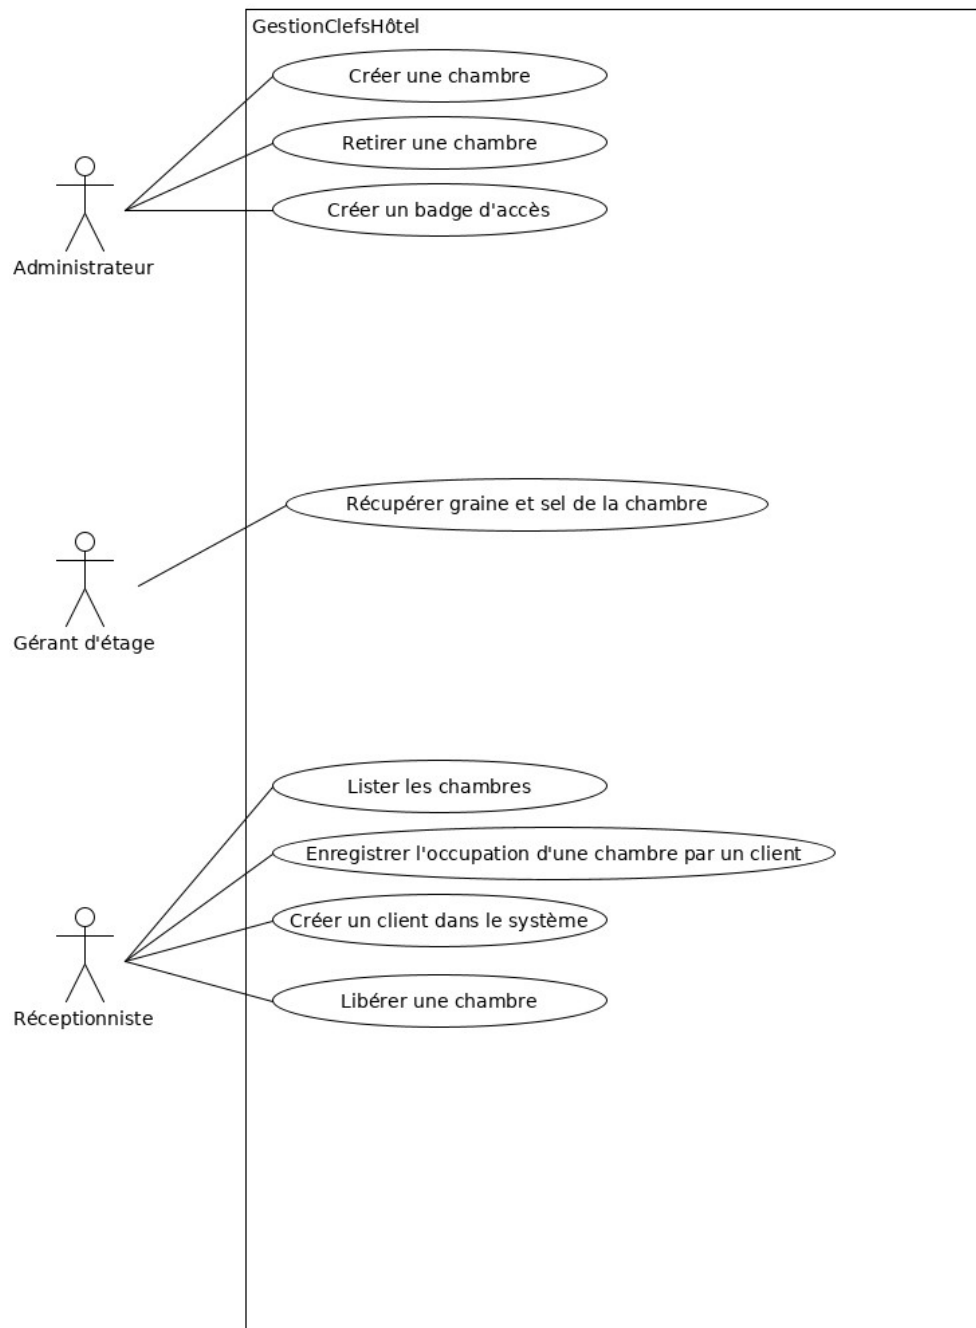 GestionClefsHôtel
Créer une chambre
Retirer une chambre
Créer un badge d'accès
Administrateur
Récupérer graine et sel de la chambre
Gérant d'étage
Lister les chambres
Enregistrer l'occupation d'une chambre par un client
Créer un client dans le système
Libérer une chambre
Réceptionniste